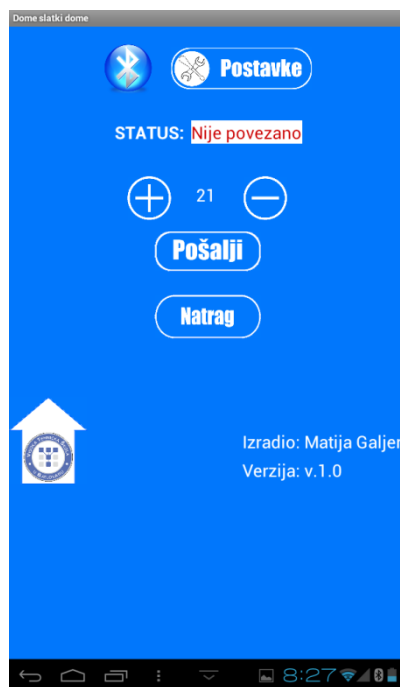 Dome slatki dome
Postavke
STATUS: Nije povezano
21
Pošalji
Natrag
Izradio: Matija Galjer
Verzija: v.1.0
8:27